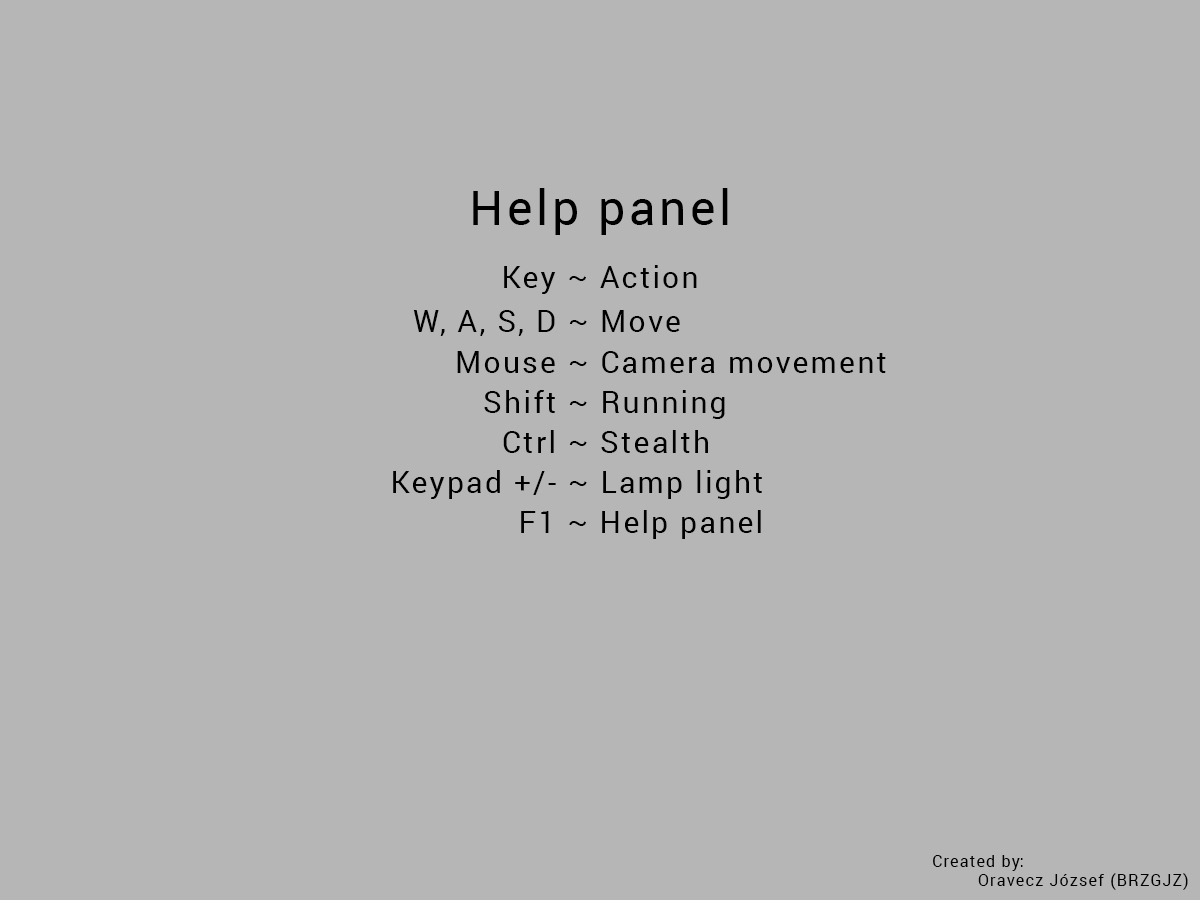 Help panel
Key ~ Action
W, A, S, D ~ Move
Mouse ~ Camera movement
Shift ~ Running
Ctrl ~ Stealth
Keypad +/- ~ Lamp light
F1 ~ Help panel
Created by:
Oravecz József (BRZGJZ)